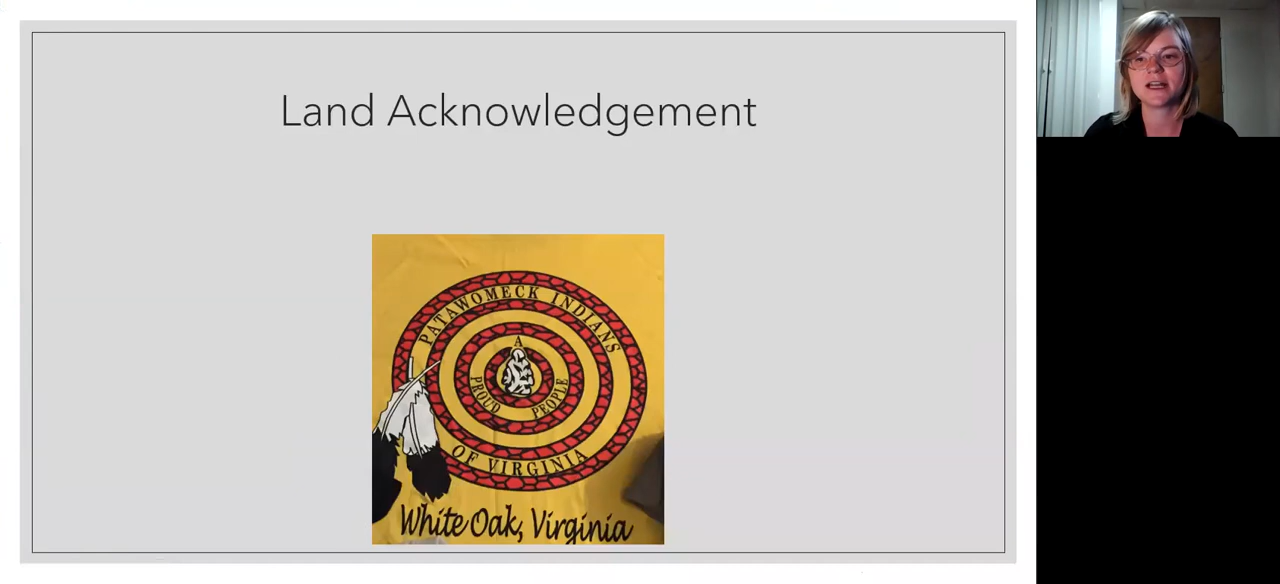 Land Acknowledgement
PATAWOMECK INDIANS
A
PROUD PEOPLE
OF VIRGINIA
White Oak, Virginia